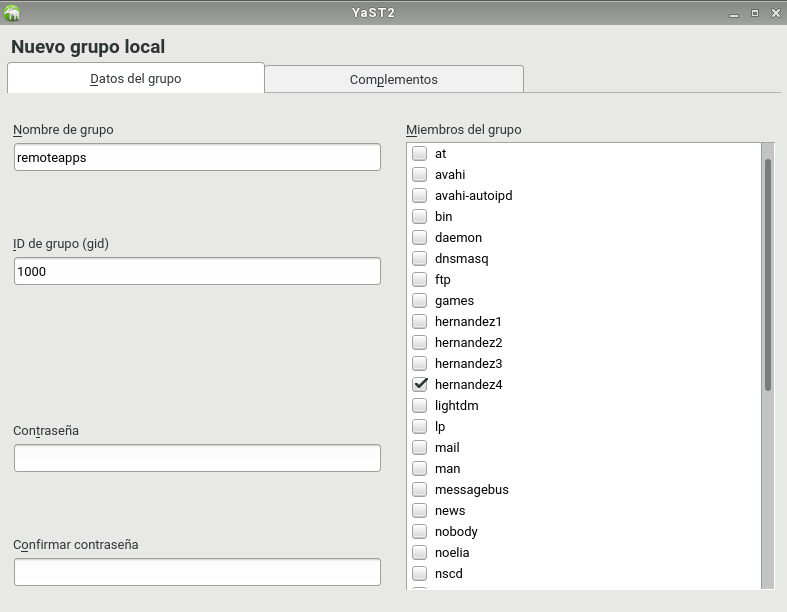 YaST2
Nuevo grupo local
Datos del grupo
Complementos
Nombre de grupo
remoteapps
ID de grupo (gid)
1000
Contraseña
Confirmar contraseña
Miembros del grupo
at
avahi
avahi-autoipd
bin
daemon
dnsmasq
ftp
games
hernandez1
hernandez2
hernandez3
hernandez4
lightdm
lp
mail
man
messagebus
news
nobody
noelia
nscd